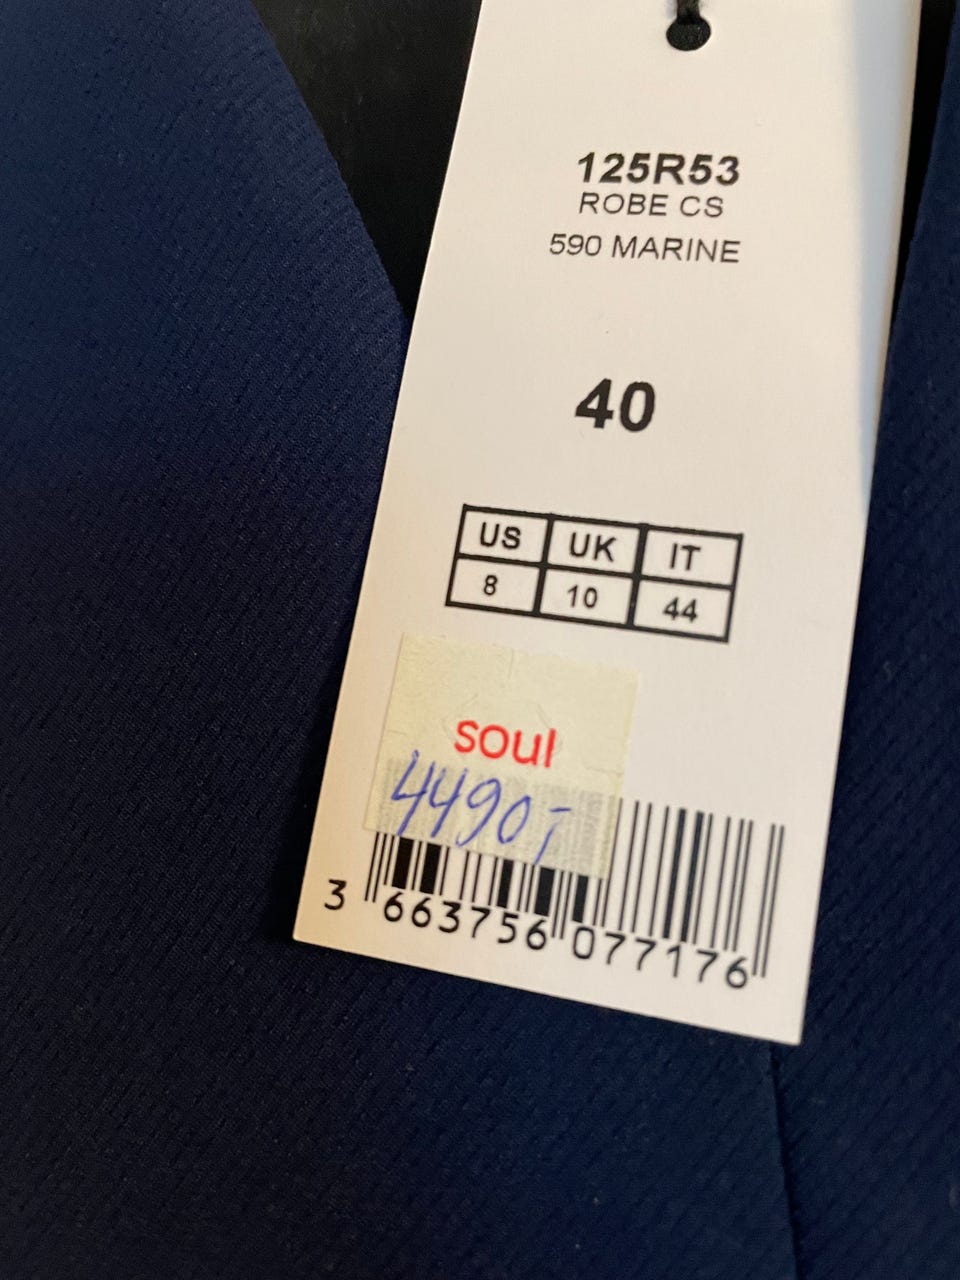 125R53
ROBE CS
590 MARINE
40
US UK IT
8 10 44
soul
4490,-
3 663756 077176